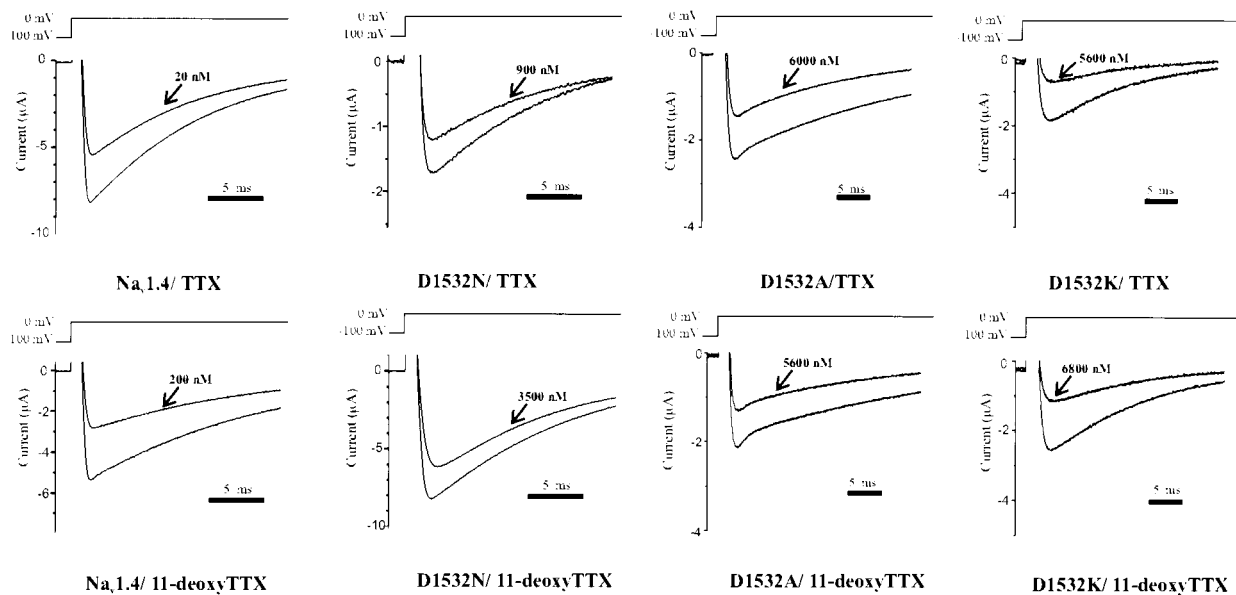 0 mV
100 mV
0
-5
-10
Current (µA)
20 nM
5 ms
Nav1.4/ TTX
0 mV
100 mV
0
-1
-2
Current (µA)
900 nM
5 ms
D1532N/ TTX
0 mV
-100 mV
0
-2
-4
Current (µA)
6000 nM
5 ms
D1532A/TTX
0 mV
-100 mV
0
-2
-4
Current (µA)
5600 nM
5 ms
D1532K/ TTX
0 mV
100 mV
0
-2
-4
-6
Current (µA)
200 nM
5 ms
Nav1.4/ 11-deoxyTTX
0 mV
-100 mV
0
-5
-10
Current (µA)
3500 nM
5 ms
D1532N/ 11-deoxyTTX
0 mV
100 mV
0
-2
-4
Current (µA)
5600 nM
5 ms
D1532A/ 11-deoxyTTX
0 mV
100 mV
0
-2
-4
Current (µA)
6800 nM
5 ms
D1532K/ 11-deoxyTTX